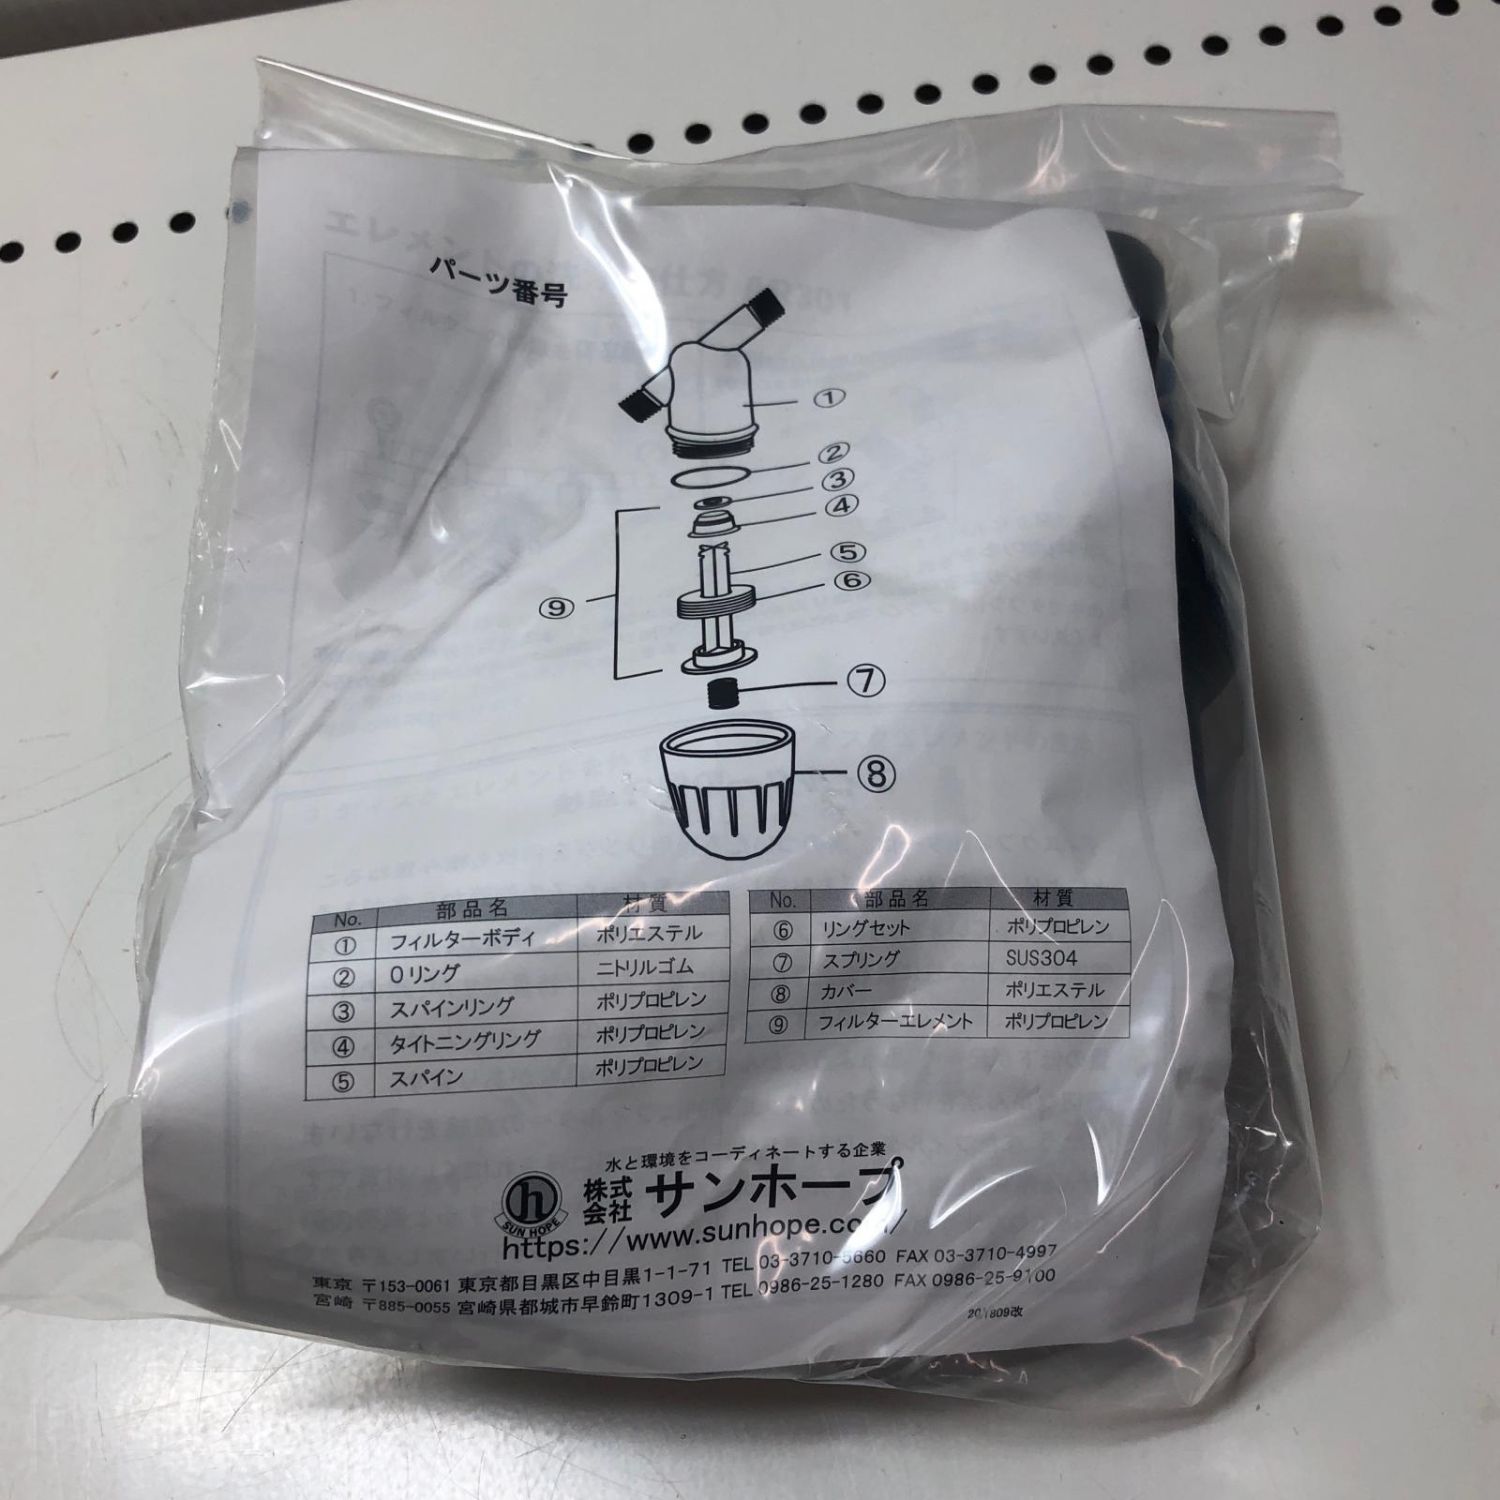 パーツ番号
①
②
③
④
⑤
⑥
⑨
⑦
⑧
No. 部品名 材質
① フィルターボディ ポリエステル
② Oリング ニトリルゴム
③ スパインリング ポリプロピレン
④ タイトニングリング ポリプロピレン
⑤ スパイン ポリプロピレン
No. 部品名 材質
⑥ リングセット ポリプロピレン
⑦ スプリング SUS304
⑧ カバー ポリエステル
⑨ フィルターエレメント ポリプロピレン
水と環境をコーディネートする企業
h SUN HOPE 株式会社 サンホープ
https://www.sunhope.com/
東京 〒153-0061 東京都目黒区中目黒1-1-71 TEL 03-3710-5660 FAX 03-3710-4997
宮崎 〒885-0055 宮崎県都城市早鈴町1309-1 TEL 0986-25-1280 FAX 0986-25-9100
201809改